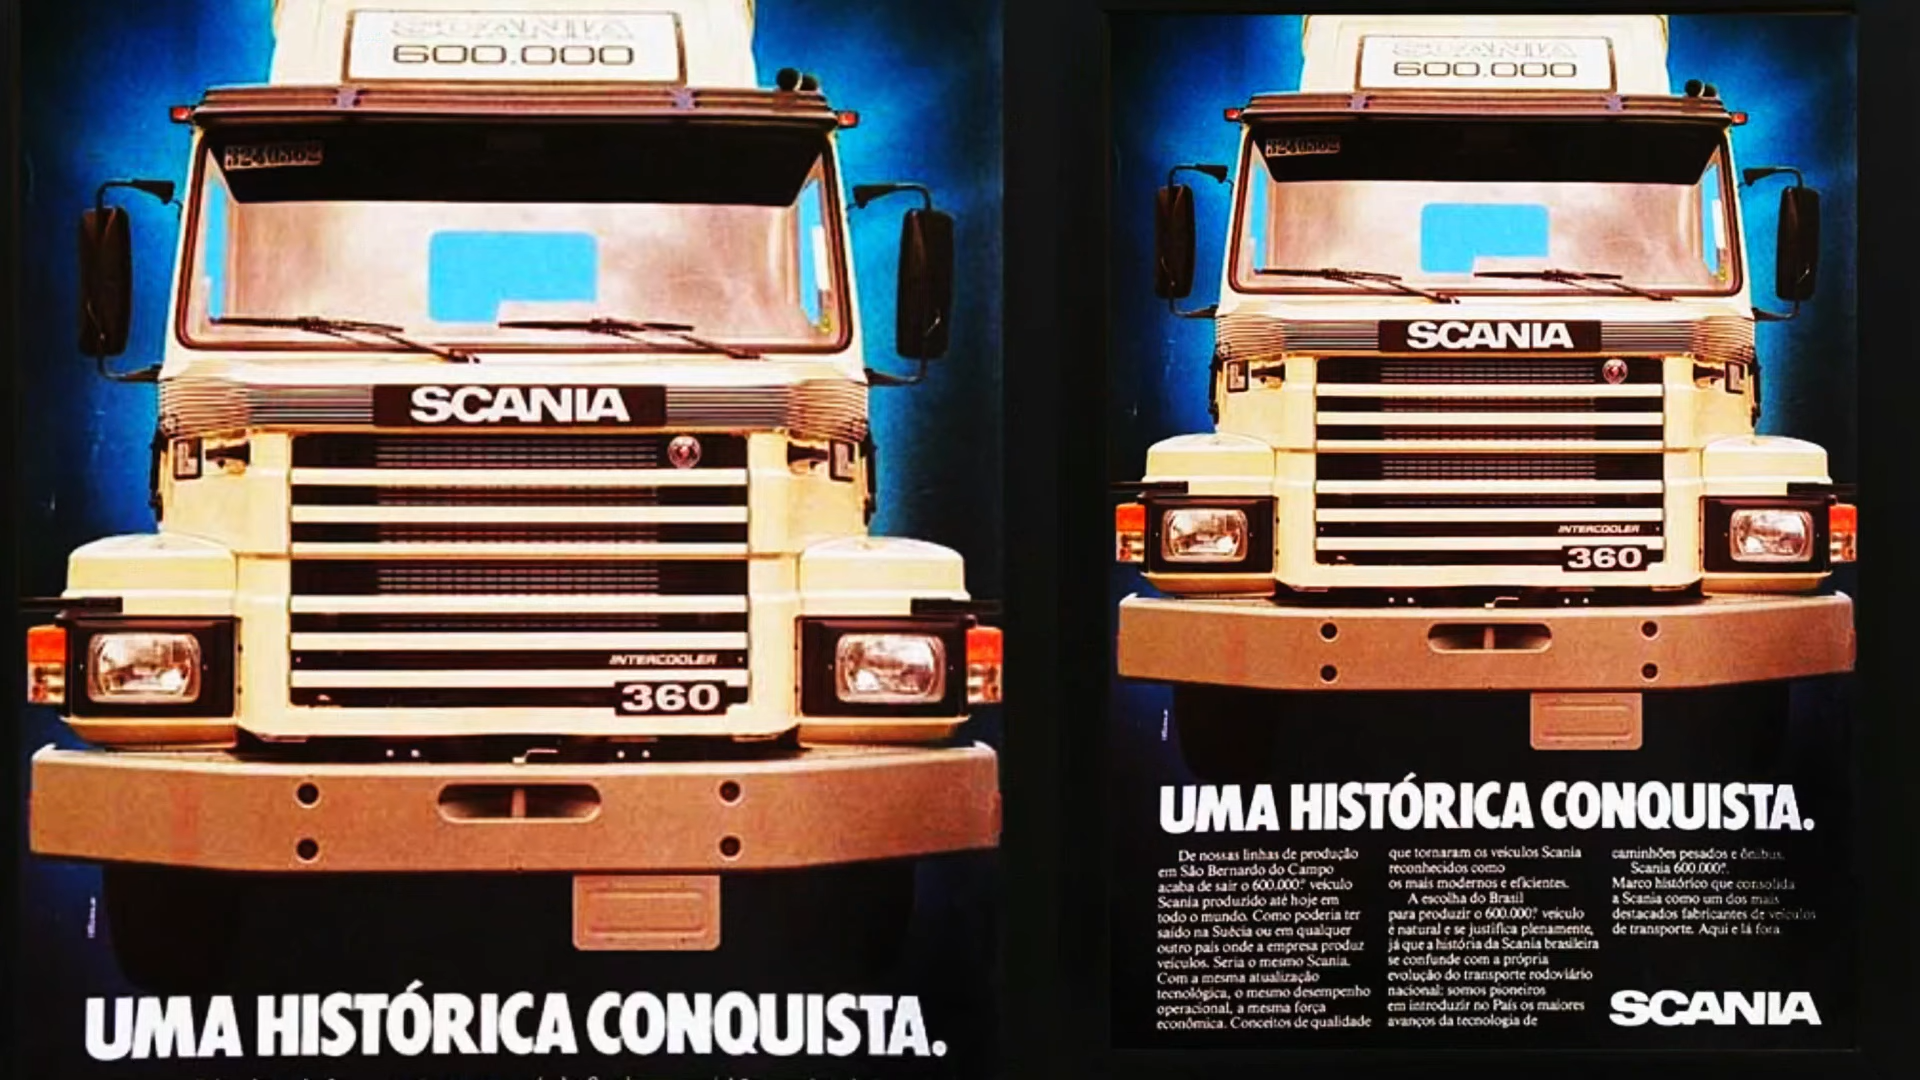 SCANIA
600.000
SCANIA
INTERCOOLER
360
UMA HISTÓRICA CONQUISTA.
SCANIA
600.000
SCANIA
INTERCOOLER
360
UMA HISTÓRICA CONQUISTA.
De nossas linhas de produção
em São Bernardo do Campo
acaba de sair o 600.000º veículo
Scania produzido até hoje em
todo o mundo. Como poderia ter
saído na Suécia ou em qualquer
outro país onde a empresa produz
veículos. Seria o mesmo Scania.
Com a mesma atualização
tecnológica, o mesmo desempenho
operacional, a mesma força
econômica. Conceitos de qualidade
que tornaram os veículos Scania
reconhecidos como
os mais modernos e eficientes.
A escolha do Brasil
para produzir o 600.000º veículo
é natural e se justifica plenamente,
já que a história da Scania brasileira
se confunde com a própria
evolução do transporte rodoviário
nacional: somos pioneiros
em introduzir no País os maiores
avanços da tecnologia de
caminhões pesados e ônibus.
Scania 600.000º.
Marco histórico que consolida
a Scania como um dos mais
destacados fabricantes de veículos
de transporte. Aqui e lá fora.
SCANIA